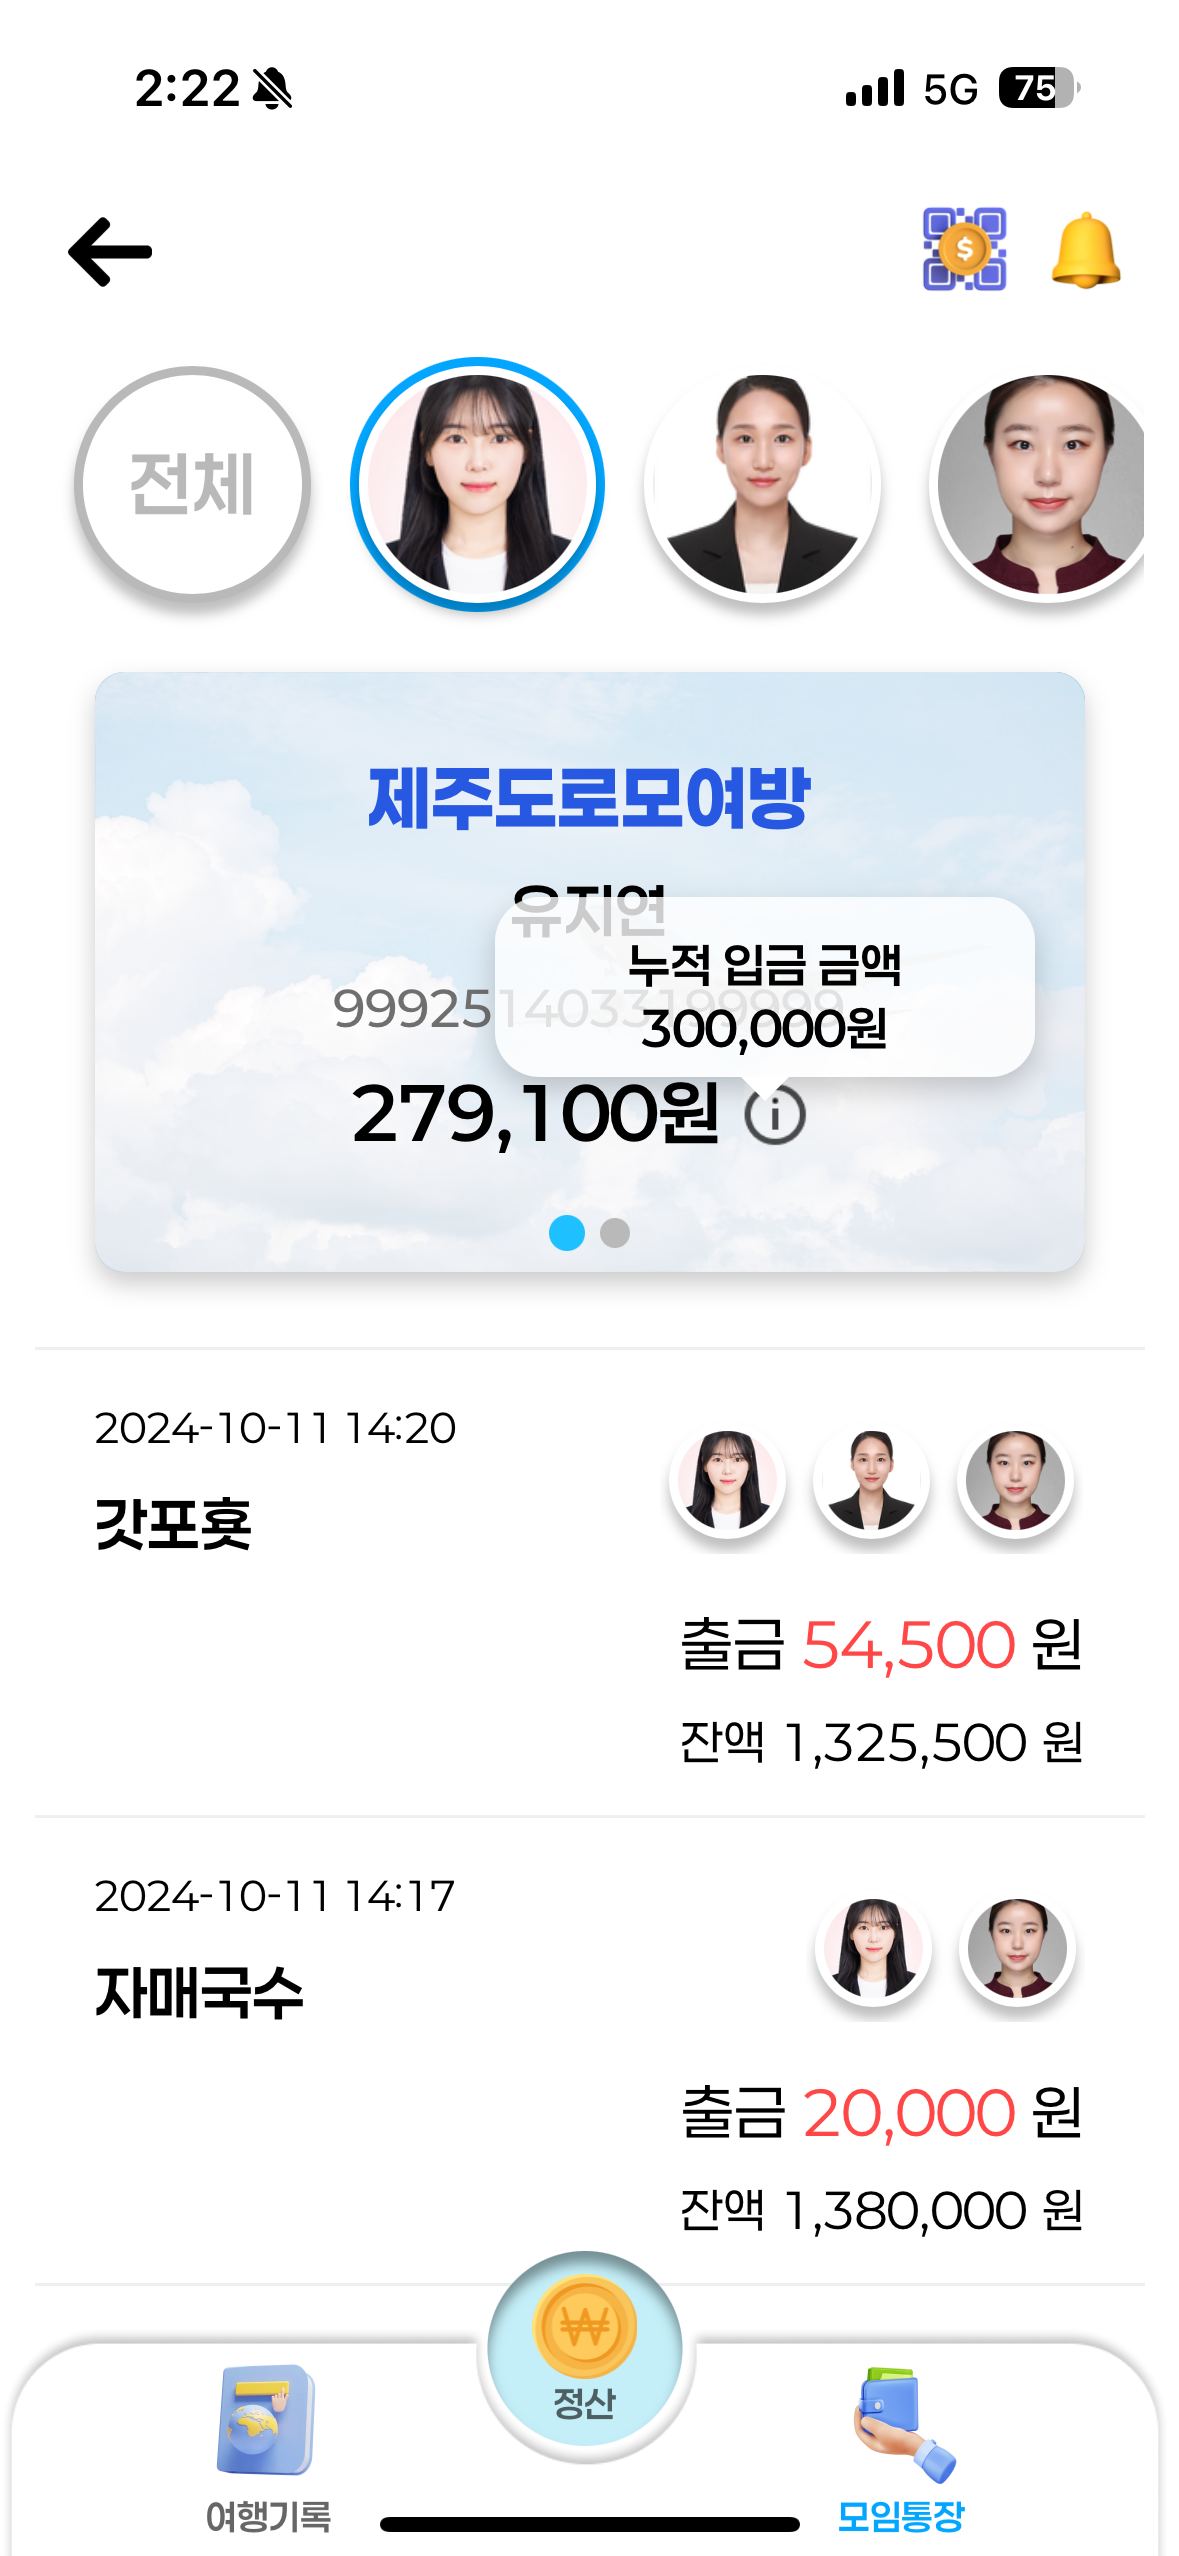 2:22
5G
75
전체
제주도로모여방
유지연
누적 입금 금액
9992514033199999
300,000원
279,100원
2024-10-11 14:20
갓포훗
출금 54,500 원
잔액 1,325,500 원
2024-10-11 14:17
자매국수
출금 20,000 원
잔액 1,380,000 원
정산
여행기록
모임통장